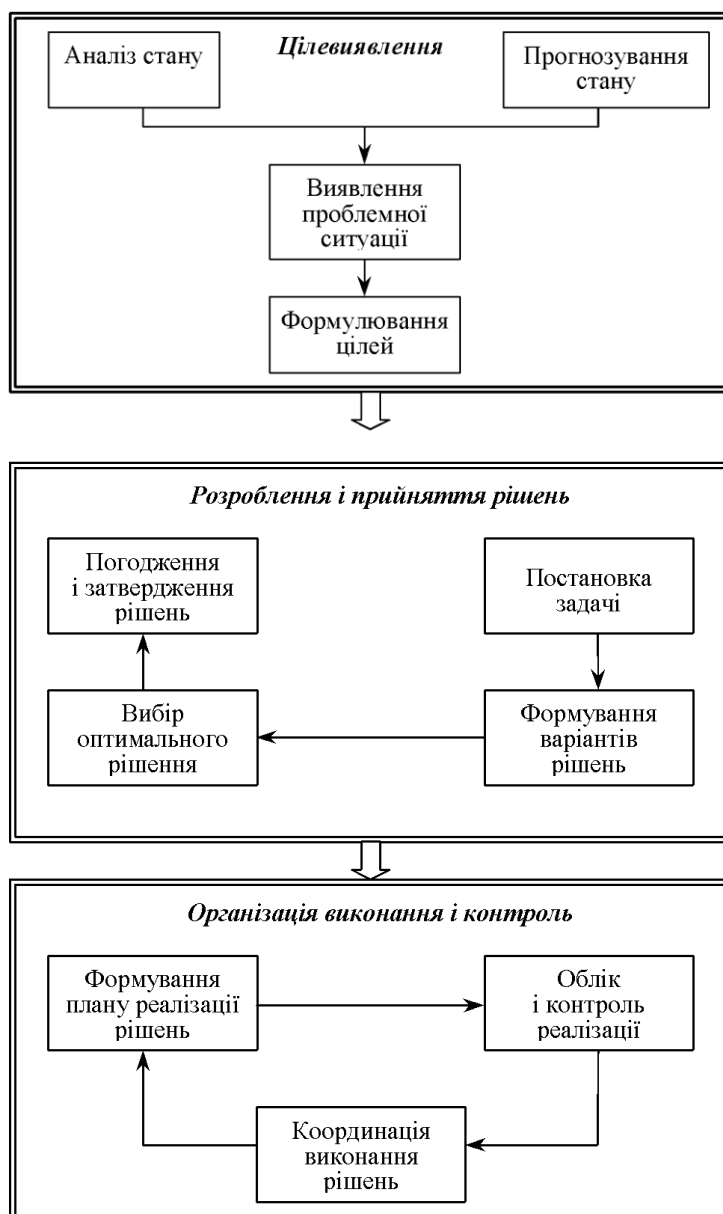 Цілевиявлення
Аналіз стану
Прогнозування
стану
Виявлення
проблемної
ситуації
Формулювання
цілей
Розроблення і прийняття рішень
Погодження
і затвердження
рішень
Постановка
задачі
Вибір
оптимального
рішення
Формування
варіантів
рішень
Організація виконання і контроль
Формування
плану реалізації
рішень
Облік
і контроль
реалізації
Координація
виконання
рішень